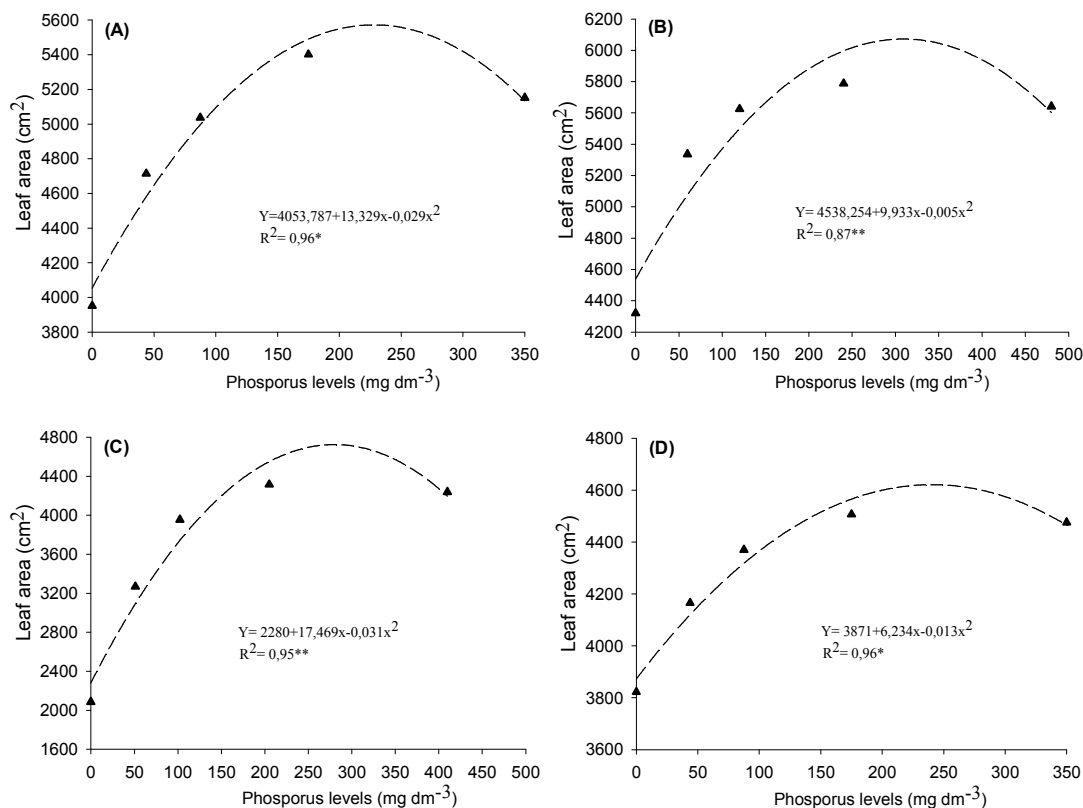 (A)
5600
5400
5200
5000
4800
4600
4400
4200
4000
3800
Leaf area (cm2)
Y=4053,787+13,329x-0,029x2
R2= 0,96*
0 50 100 150 200 250 300 350
Phosporus levels (mg dm-3)
(B)
6200
6000
5800
5600
5400
5200
5000
4800
4600
4400
4200
Leaf area (cm2)
Y= 4538,254+9,933x-0,005x2
R2= 0,87**
0 50 100 150 200 250 300 350 400 450 500
Phosporus levels (mg dm-3)
(C)
4800
4400
4000
3600
3200
2800
2400
2000
1600
Leaf area (cm2)
Y= 2280+17,469x-0,031x2
R2= 0,95**
0 50 100 150 200 250 300 350 400 450 500
Phosporus levels (mg dm-3)
(D)
4800
4600
4400
4200
4000
3800
3600
Leaf area (cm2)
Y= 3871+6,234x-0,013x2
R2= 0,96*
0 50 100 150 200 250 300 350
Phosporus levels (mg dm-3)